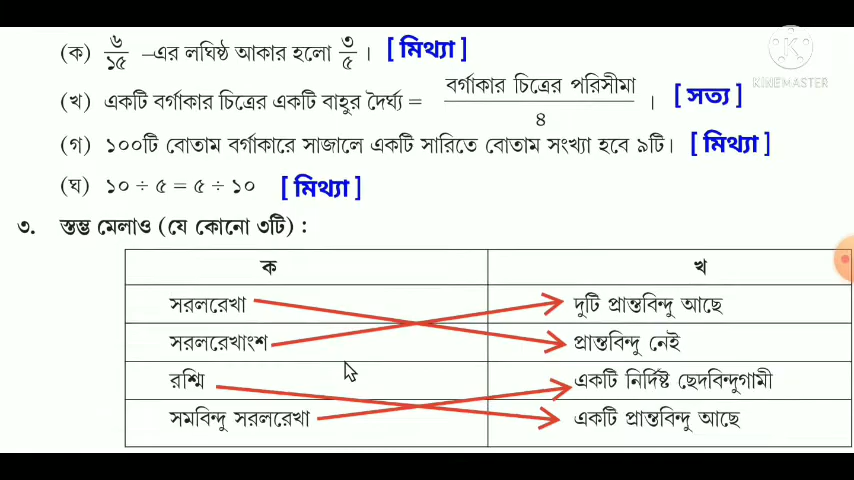 (ক) ৬/১৫ –এর লঘিষ্ঠ আকার হলো ৩/৫ । [ মিথ্যা ]
KINEMASTER
(খ) একটি বর্গাকার চিত্রের একটি বাহুর দৈর্ঘ্য = বর্গাকার চিত্রের পরিসীমা/৪ । [ সত্য ]
(গ) ১০০টি বোতাম বর্গাকারে সাজালে একটি সারিতে বোতাম সংখ্যা হবে ৯টি। [ মিথ্যা ]
(ঘ) ১০ ÷ ৫ = ৫ ÷ ১০ [ মিথ্যা ]
৩. স্তম্ভ মেলাও (যে কোনো ৩টি) :
ক খ
সরলরেখা দুটি প্রান্তবিন্দু আছে
সরলরেখাংশ প্রান্তবিন্দু নেই
রশ্মি একটি নির্দিষ্ট ছেদবিন্দুগামী
সমবিন্দু সরলরেখা একটি প্রান্তবিন্দু আছে